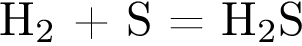 H₂ + S = H₂S